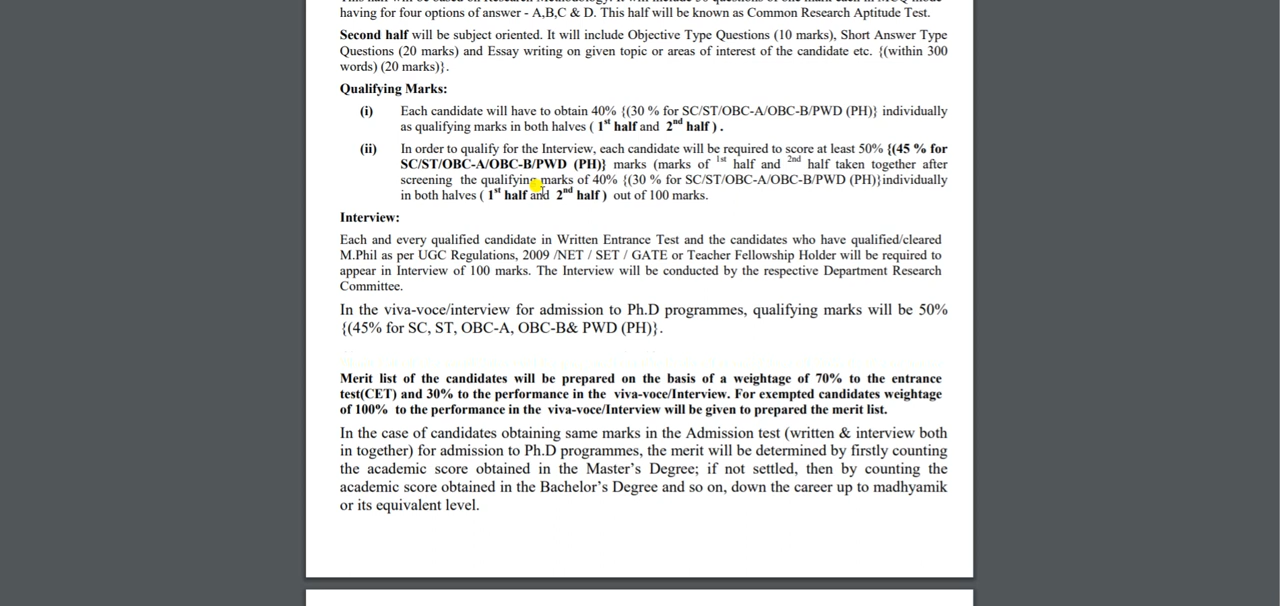 having for four options of answer - A,B,C & D. This half will be known as Common Research Aptitude Test.
Second half will be subject oriented. It will include Objective Type Questions (10 marks), Short Answer Type
Questions (20 marks) and Essay writing on given topic or areas of interest of the candidate etc. {(within 300
words) (20 marks)}.
Qualifying Marks:
(i) Each candidate will have to obtain 40% {(30 % for SC/ST/OBC-A/OBC-B/PWD (PH)} individually
as qualifying marks in both halves ( 1st half and 2nd half ) .
(ii) In order to qualify for the Interview, each candidate will be required to score at least 50% {(45 % for
SC/ST/OBC-A/OBC-B/PWD (PH)} marks (marks of 1st half and 2nd half taken together after
screening the qualifying marks of 40% {(30 % for SC/ST/OBC-A/OBC-B/PWD (PH)}individually
in both halves ( 1st half and 2nd half ) out of 100 marks.
Interview:
Each and every qualified candidate in Written Entrance Test and the candidates who have qualified/cleared
M.Phil as per UGC Regulations, 2009 /NET / SET / GATE or Teacher Fellowship Holder will be required to
appear in Interview of 100 marks. The Interview will be conducted by the respective Department Research
Committee.
In the viva-voce/interview for admission to Ph.D programmes, qualifying marks will be 50%
{(45% for SC, ST, OBC-A, OBC-B& PWD (PH)}.
Merit list of the candidates will be prepared on the basis of a weightage of 70% to the entrance
test(CET) and 30% to the performance in the viva-voce/Interview. For exempted candidates weightage
of 100% to the performance in the viva-voce/Interview will be given to prepared the merit list.
In the case of candidates obtaining same marks in the Admission test (written & interview both
in together) for admission to Ph.D programmes, the merit will be determined by firstly counting
the academic score obtained in the Master's Degree; if not settled, then by counting the
academic score obtained in the Bachelor's Degree and so on, down the career up to madhyamik
or its equivalent level.